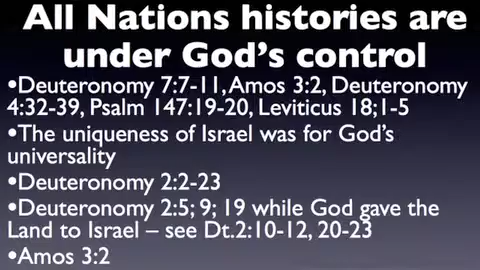 All Nations histories are
under God's control
•Deuteronomy 7:7-11, Amos 3:2, Deuteronomy
4:32-39, Psalm 147:19-20, Leviticus 18;1-5
•The uniqueness of Israel was for God's
universality
•Deuteronomy 2:2-23
•Deuteronomy 2:5; 9; 19 while God gave the
Land to Israel – see Dt.2:10-12, 20-23
•Amos 3:2